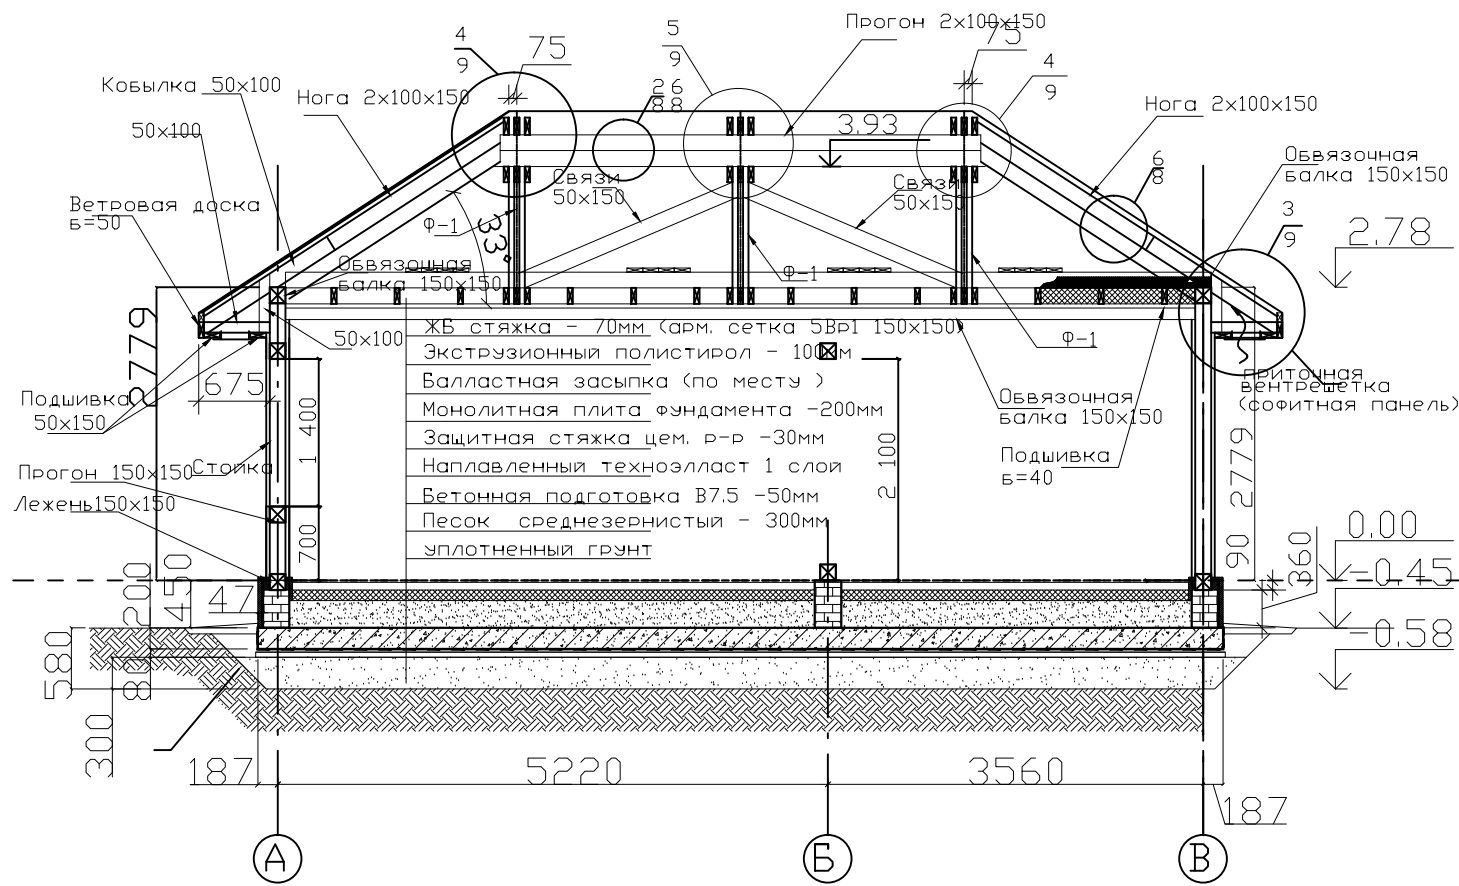 Прогон 2х100х150
4
9
75
5
9
75
4
9
Кобылка 50х100
Нога 2х100х150
2 6
8 8
Нога 2х100х150
50х100
3.93
Обвязочная
балка 150х150
6
8
Связи
50х150
Связи
50х150
Ветровая доска
Б=50
Ф-1
33°
3
9
2.78
Обвязочная
балка 150х150
Ф-1
2779
50х100
ЖБ стяжка - 70мм (арм. сетка 5Вр1 150х150)
Ф-1
Экструзионный полистирол - 100мм
675
Балластная засыпка (по месту )
Приточная
вентрешетка
(софитная панель)
Подшивка
50х150
1 400
Монолитная плита фундамента -200мм
Обвязочная
балка 150х150
Защитная стяжка цем. р-р -30мм
2 100
2779
Подшивка
Б=40
Прогон 150х150
Стойка
Наплавленный техноэлласт 1 слой
Лежень150х150
Бетонная подготовка В7.5 -50мм
Песок среднезернистый - 300мм
700
уплотненный грунт
90
360
0.00
-0.45
450
200
47
-0.58
580
80
300
187
5220
3560
187
А
Б
В